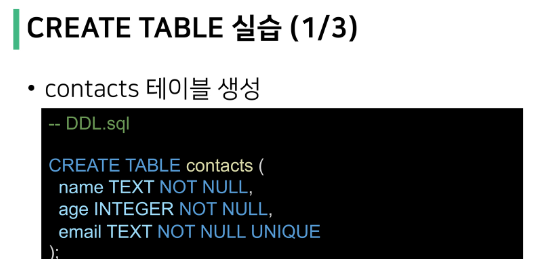 CREATE TABLE 실습 (1/3)
• contacts 테이블 생성
-- DDL.sql
CREATE TABLE contacts (
name TEXT NOT NULL,
age INTEGER NOT NULL,
email TEXT NOT NULL UNIQUE
);